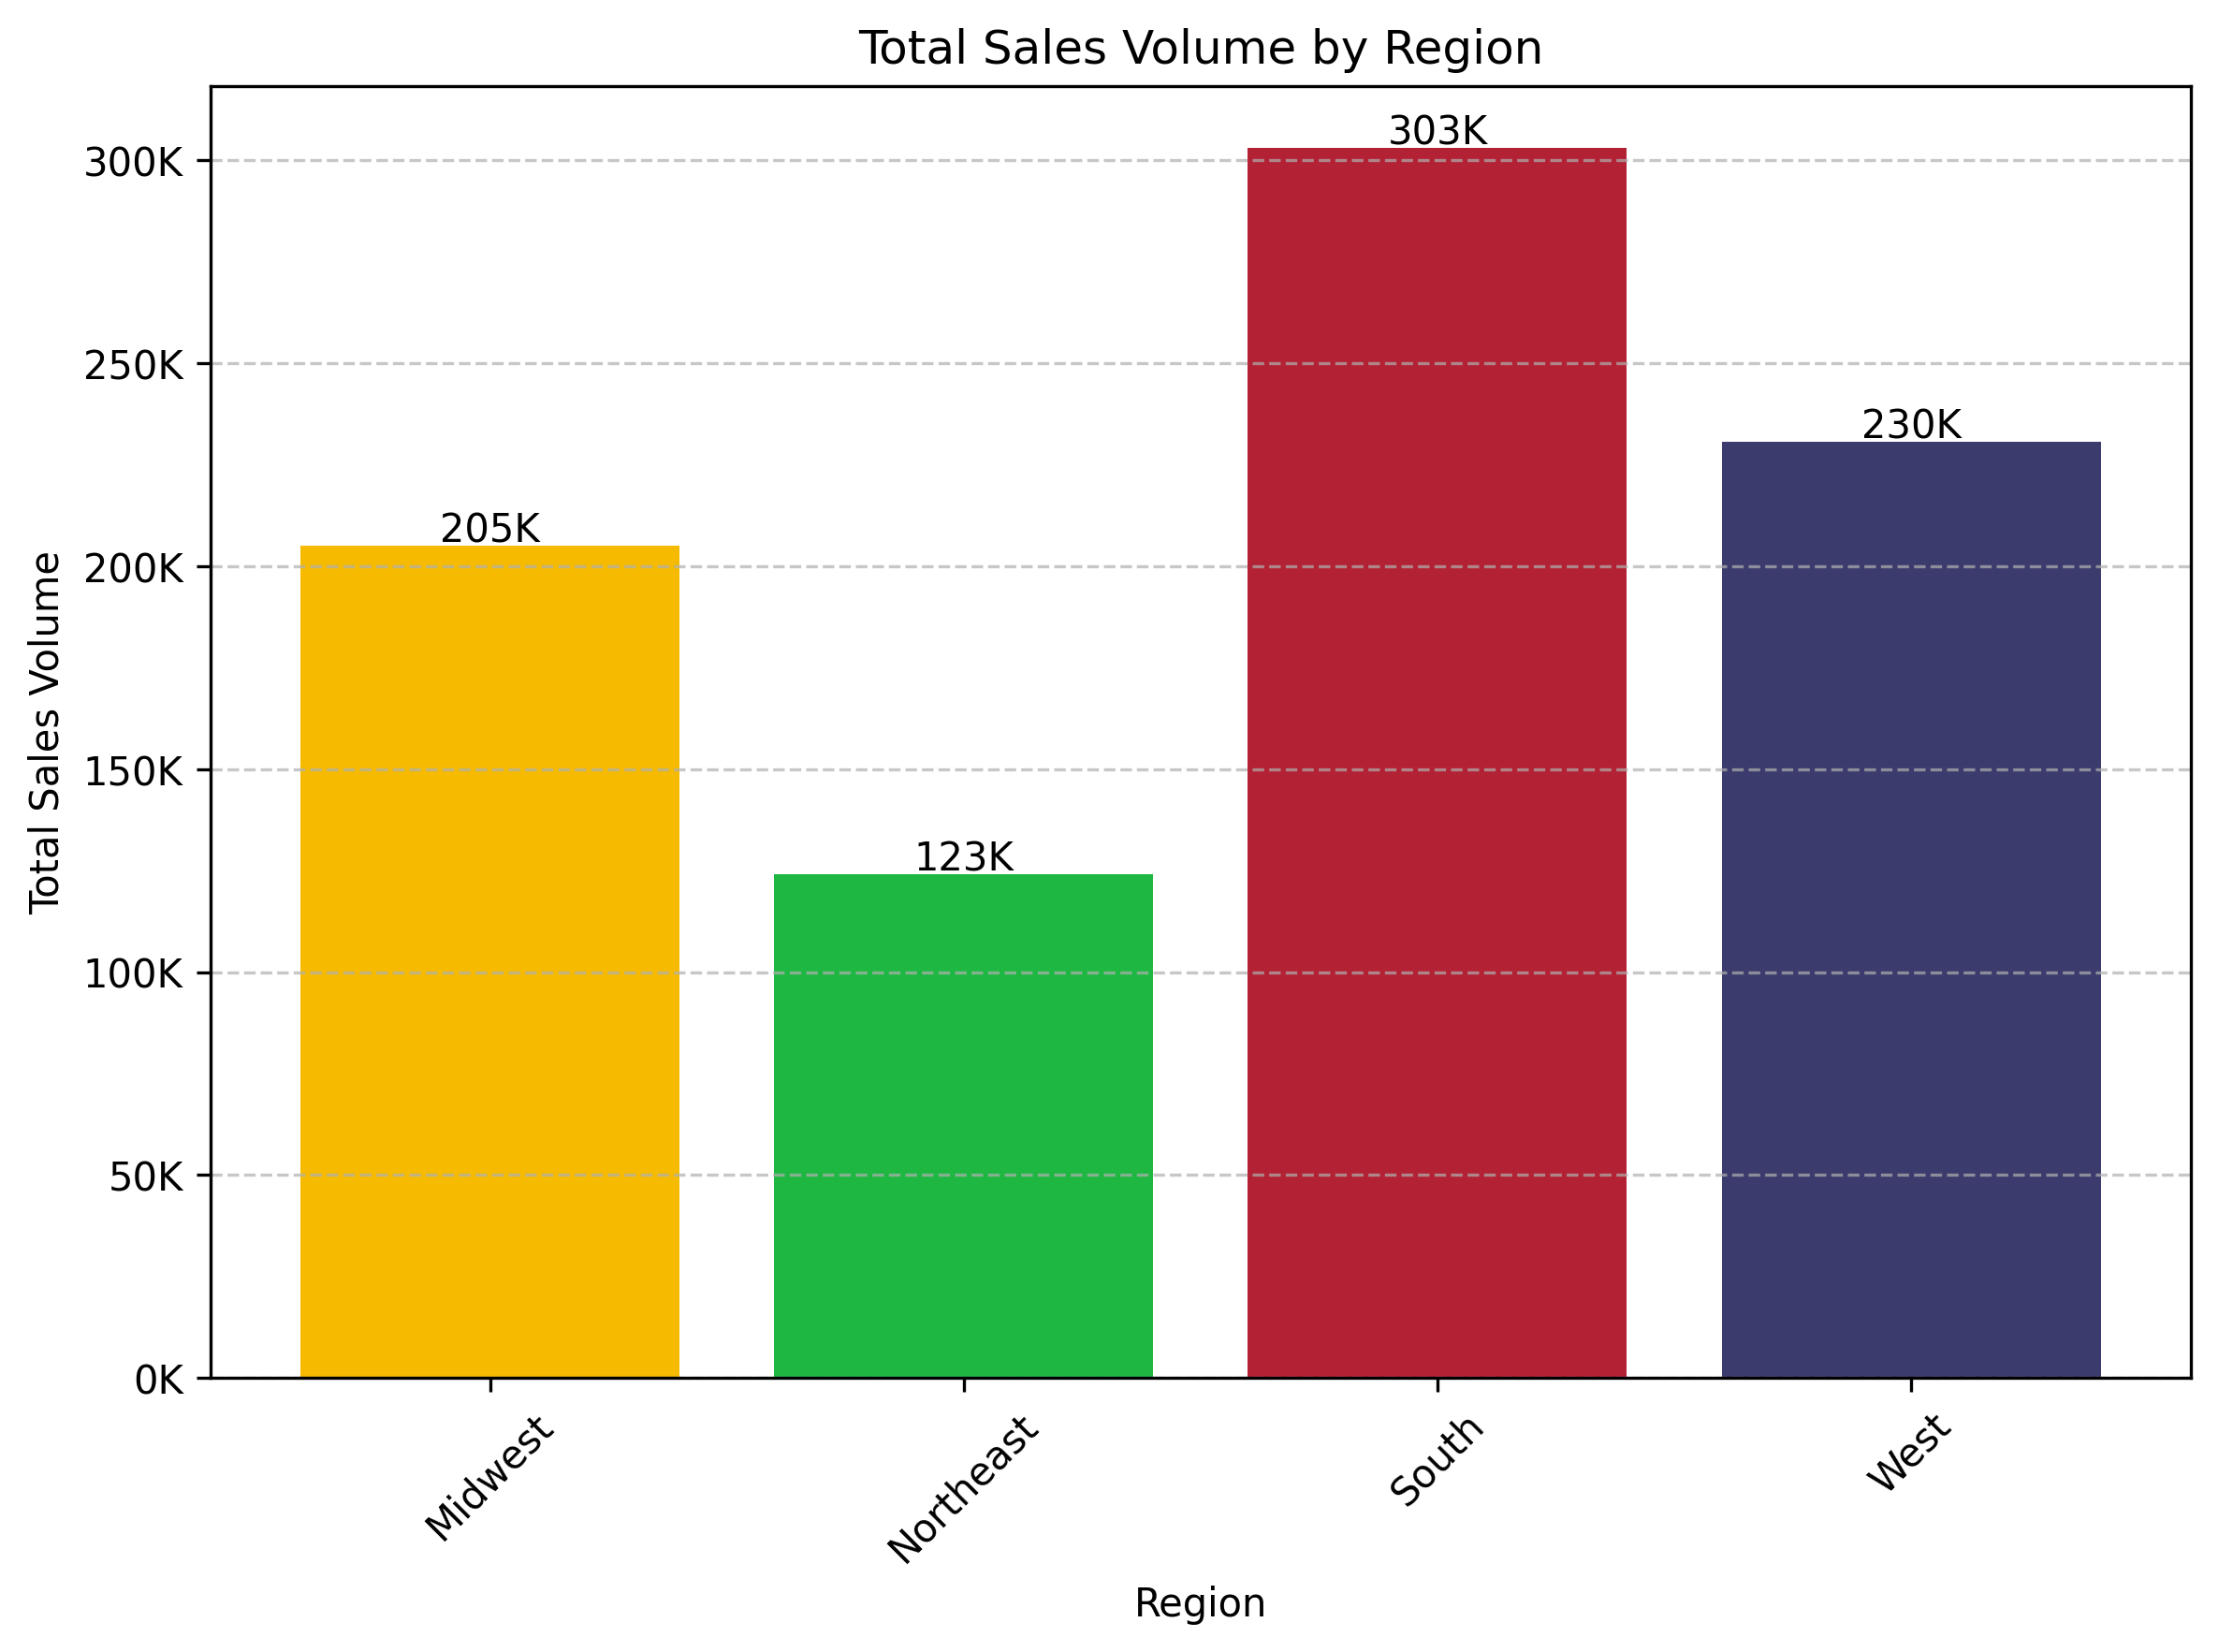 Total Sales Volume by Region
Total Sales Volume
300K
250K
200K
150K
100K
50K
0K
205K
123K
303K
230K
Midwest
Northeast
South
West
Region